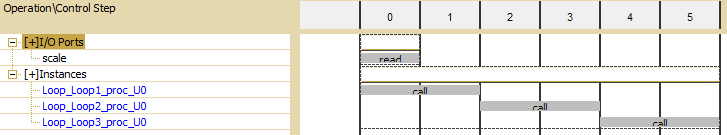 Operation\Control Step 0 1 2 3 4 5
[+]I/O Ports
scale read
[+]Instances
Loop_Loop1_proc_U0 call
Loop_Loop2_proc_U0 call
Loop_Loop3_proc_U0 call